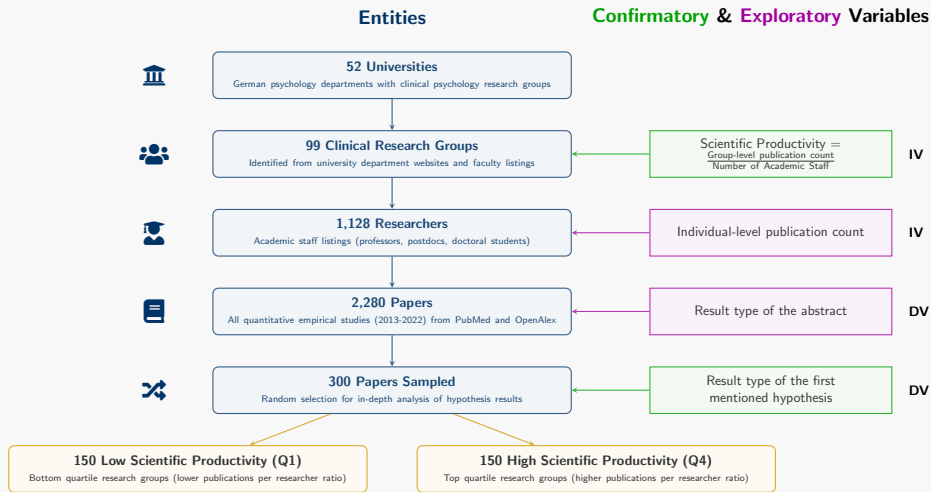 Entities
Confirmatory & Exploratory Variables
52 Universities
German psychology departments with clinical psychology research groups
99 Clinical Research Groups
Identified from university department websites and faculty listings
Scientific Productivity =
Group-level publication count
Number of Academic Staff
IV
1,128 Researchers
Academic staff listings (professors, postdocs, doctoral students)
Individual-level publication count
IV
2,280 Papers
All quantitative empirical studies (2013-2022) from PubMed and OpenAlex
Result type of the abstract
DV
300 Papers Sampled
Random selection for in-depth analysis of hypothesis results
Result type of the first
mentioned hypothesis
DV
150 Low Scientific Productivity (Q1)
Bottom quartile research groups (lower publications per researcher ratio)
150 High Scientific Productivity (Q4)
Top quartile research groups (higher publications per researcher ratio)